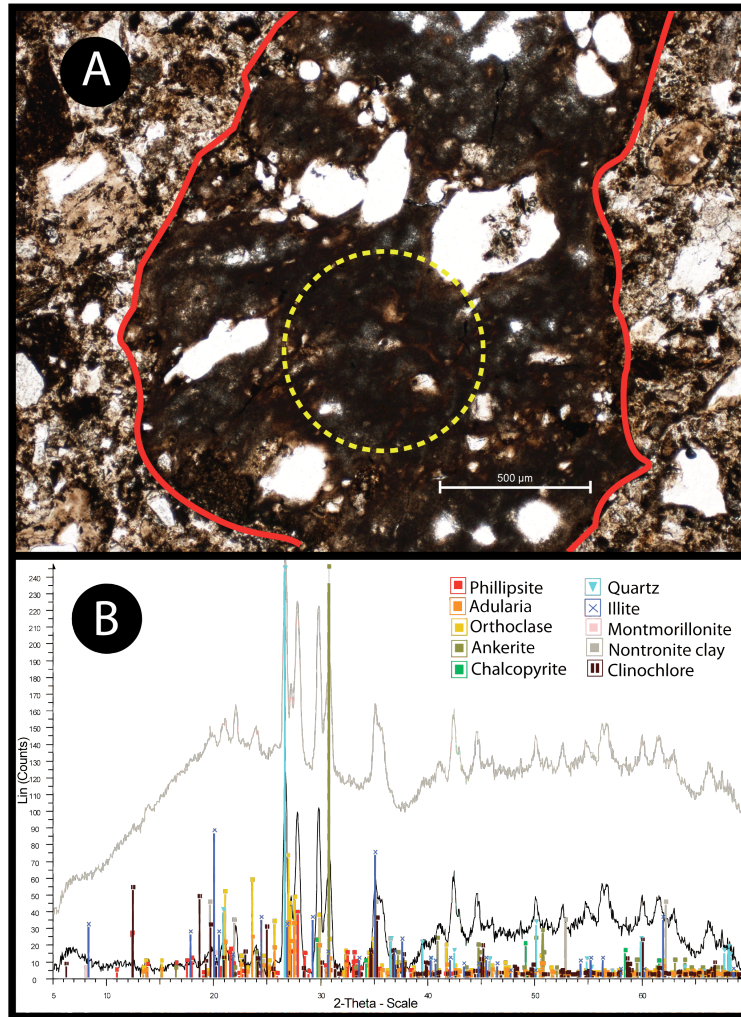 A
500 µm
B
Phillipsite
Adularia
Orthoclase
Ankerite
Chalcopyrite
Quartz
Illite
Montmorillonite
Nontronite clay
Clinochlore
Lin (Counts)
240
230
220
210
200
190
180
170
160
150
140
130
120
110
100
90
80
70
60
50
40
30
20
10
0
5 10 20 30 40 50 60
2-Theta - Scale